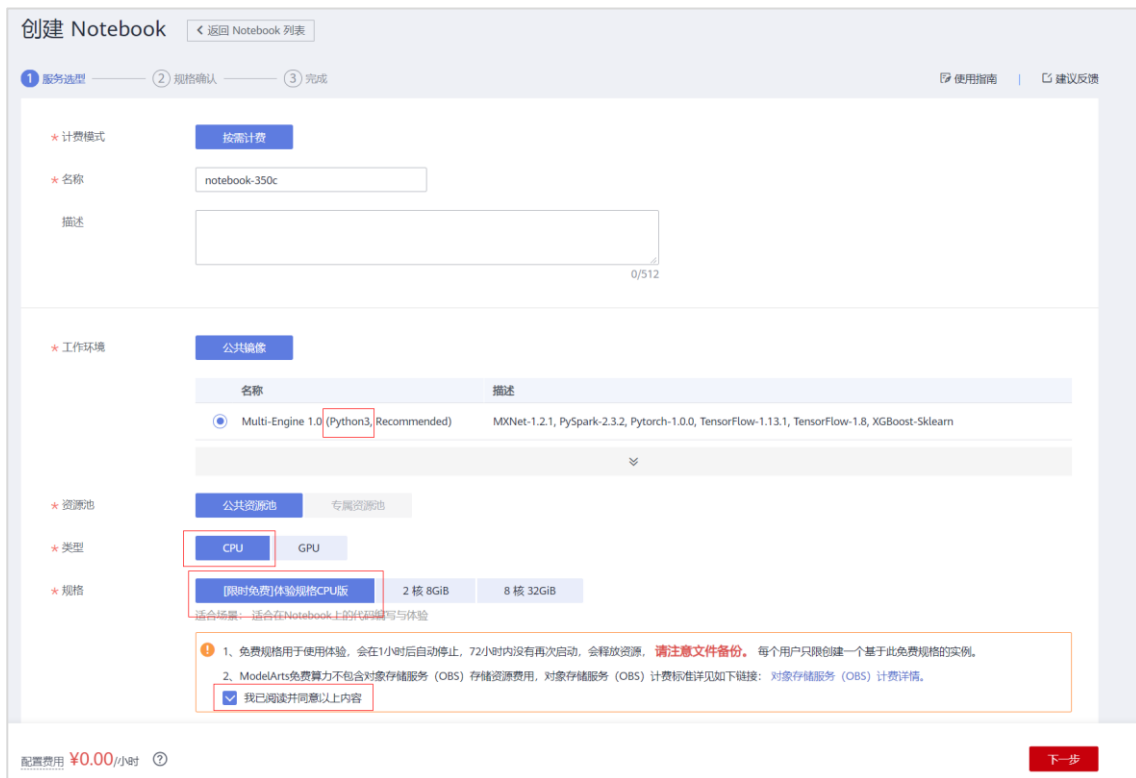 创建 Notebook 返回 Notebook 列表
1 服务选型 2 规格确认 3 完成 使用指南 | 建议反馈
* 计费模式 按需计费
* 名称 notebook-350c
描述
0/512
* 工作环境 公共镜像
名称 描述
Multi-Engine 1.0 (Python3, Recommended) MXNet-1.2.1, PySpark-2.3.2, Pytorch-1.0.0, TensorFlow-1.13.1, TensorFlow-1.8, XGBoost-Sklearn
* 资源池 公共资源池 专属资源池
* 类型 CPU GPU
* 规格 [限时免费]体验规格CPU版 2 核 8GiB 8 核 32GiB
适合场景： 适合在Notebook上的代码编写与体验
1、免费规格用于使用体验，会在1小时后自动停止，72小时内没有再次启动，会释放资源，请注意文件备份。每个用户只限创建一个基于此免费规格的实例。
2、ModelArts免费算力不包含对象存储服务（OBS）存储资源费用，对象存储服务（OBS）计费标准详见如下链接： 对象存储服务（OBS）计费详情。
我已阅读并同意以上内容
配置费用 ¥0.00/小时 ? 下一步